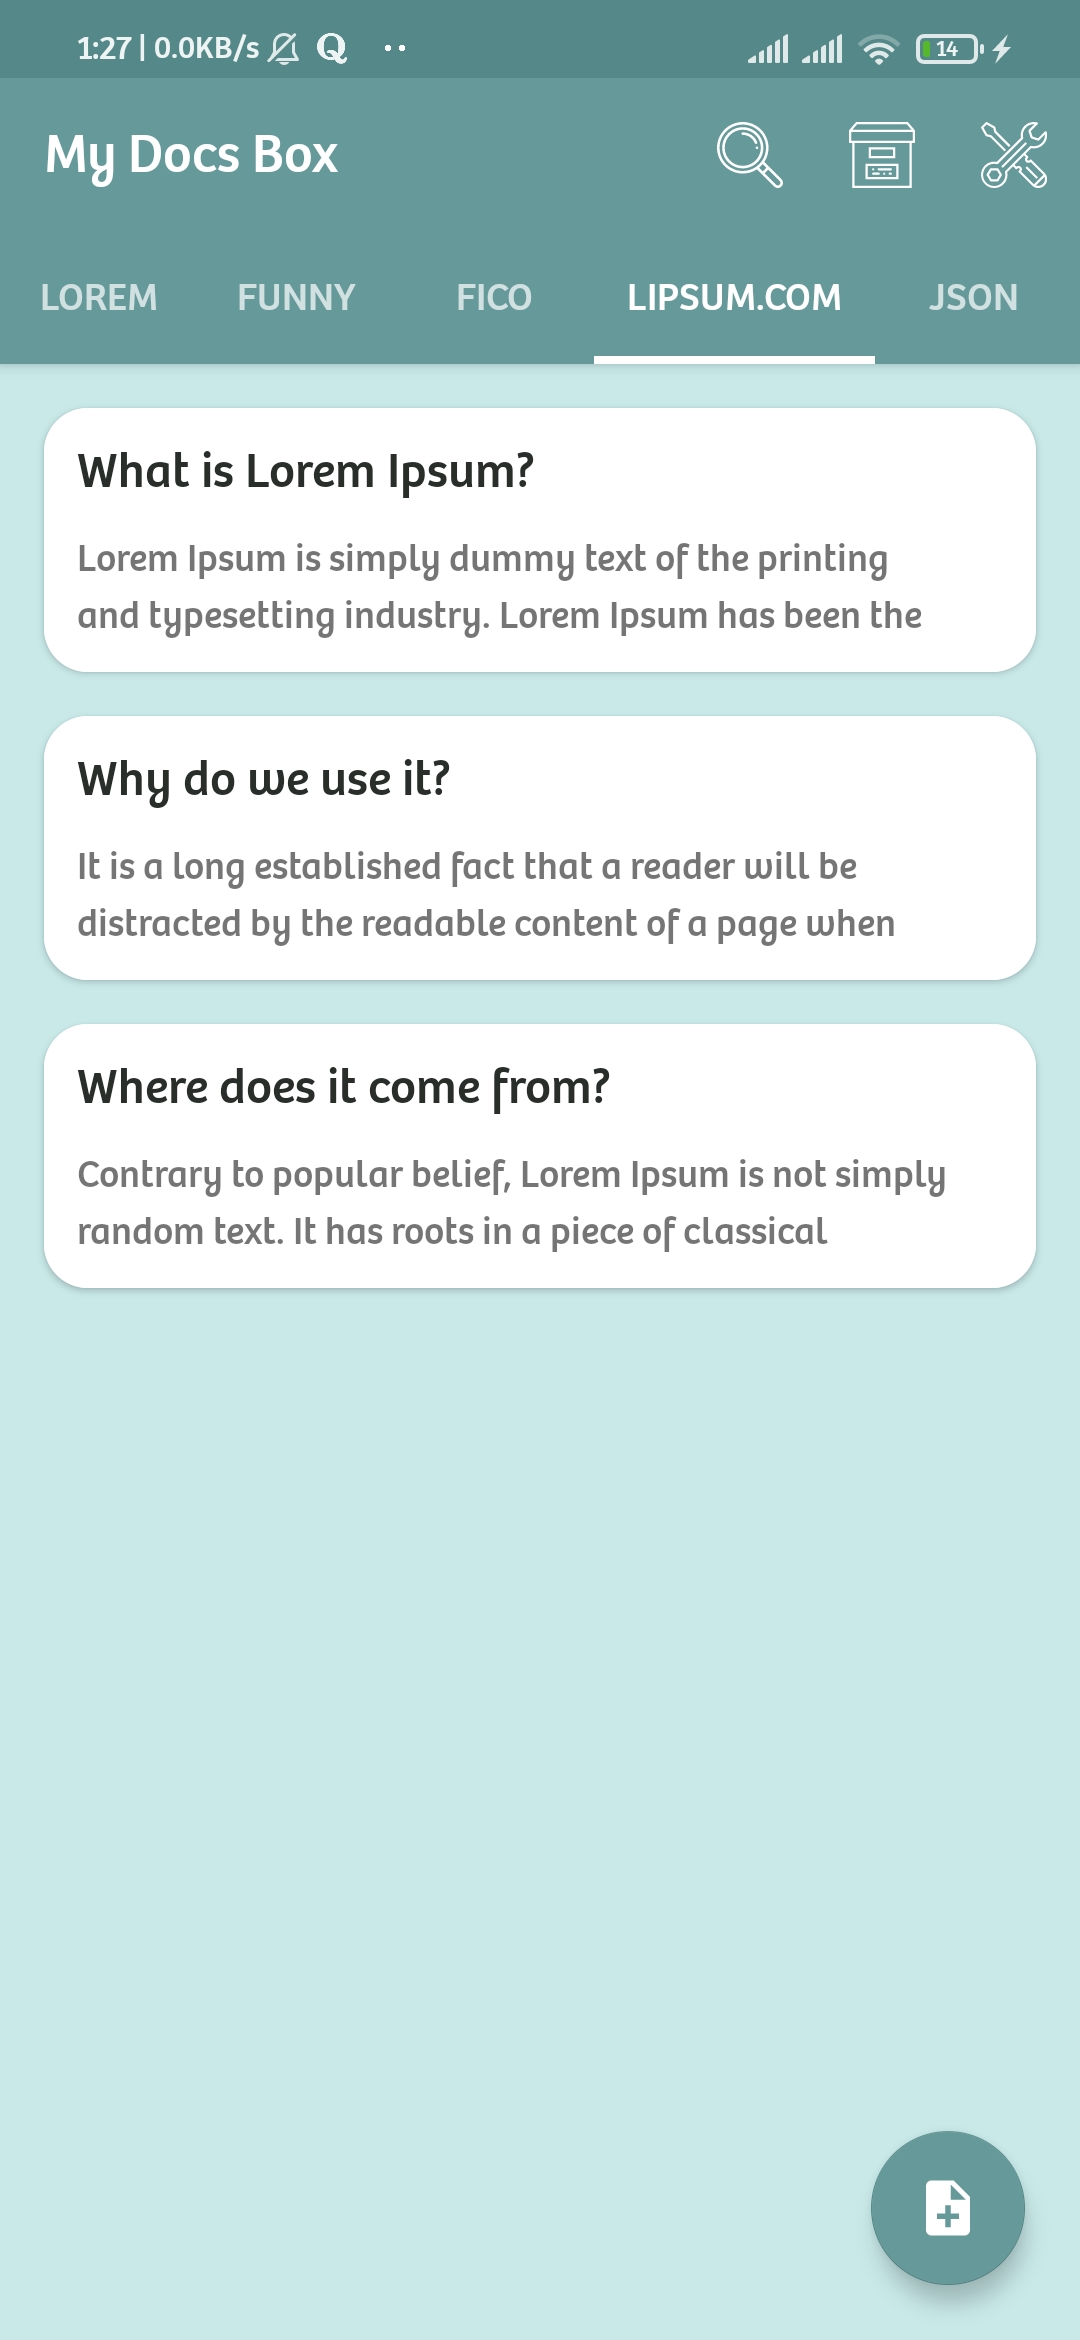 1:27 | 0.0KB/s Q 14
My Docs Box
LOREM FUNNY FICO LIPSUM.COM JSON
What is Lorem Ipsum?
Lorem Ipsum is simply dummy text of the printing
and typesetting industry. Lorem Ipsum has been the
Why do we use it?
It is a long established fact that a reader will be
distracted by the readable content of a page when
Where does it come from?
Contrary to popular belief, Lorem Ipsum is not simply
random text. It has roots in a piece of classical